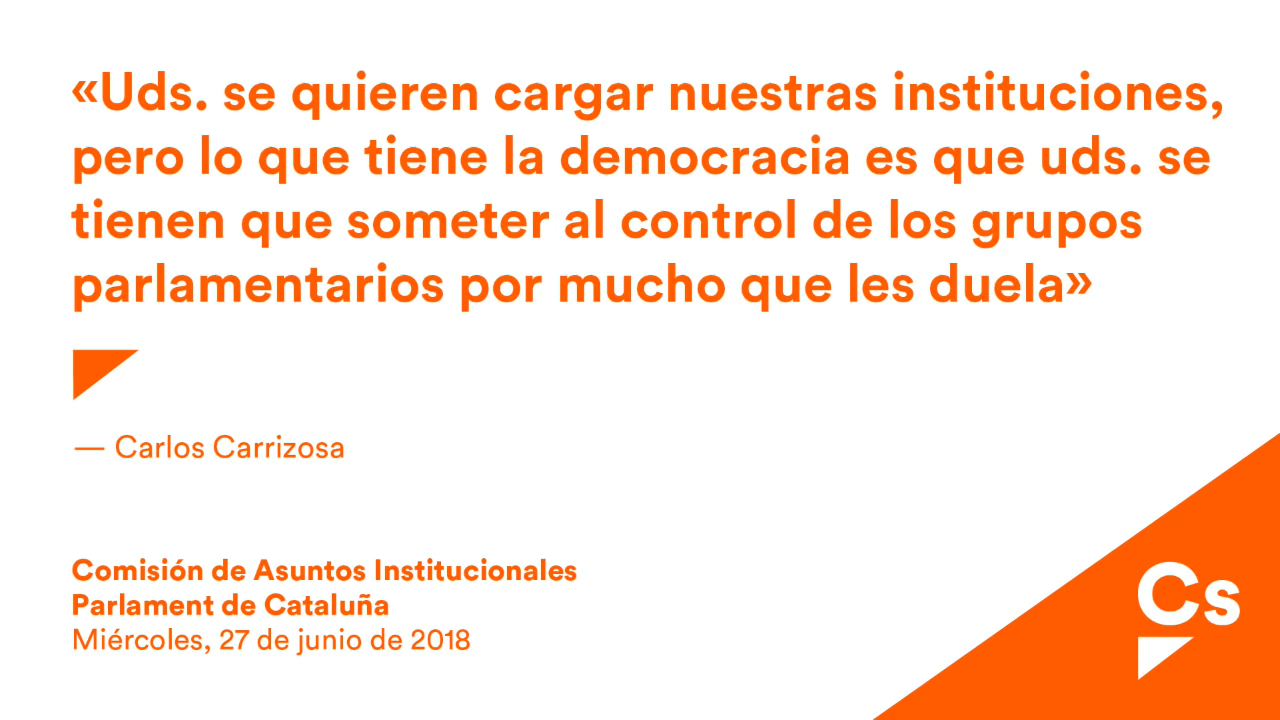 «Uds. se quieren cargar nuestras instituciones,
pero lo que tiene la democracia es que uds. se
tienen que someter al control de los grupos
parlamentarios por mucho que les duela»
— Carlos Carrizosa
Comisión de Asuntos Institucionales
Parlament de Cataluña
Miércoles, 27 de junio de 2018
Cs